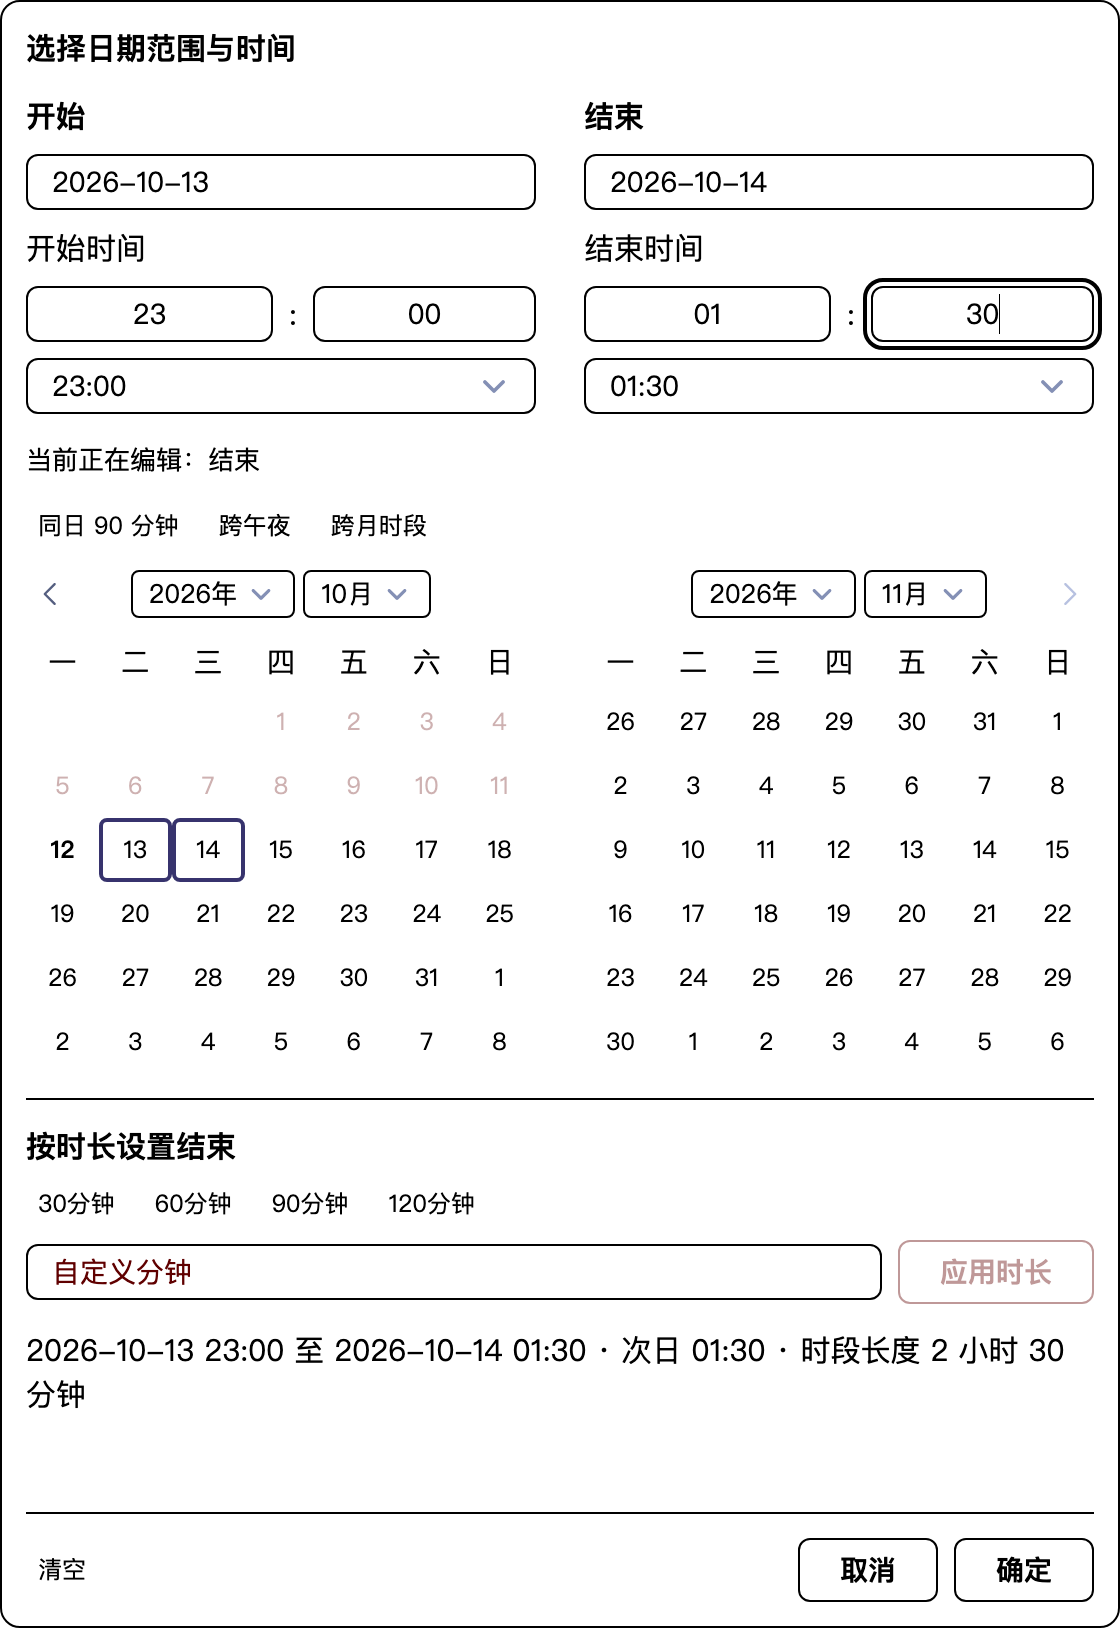 选择日期范围与时间
开始 结束
2026–10–13 2026–10–14
开始时间 结束时间
23 : 00 01 : 30
23:00 01:30
当前正在编辑：结束
同日 90 分钟 跨午夜 跨月时段
2026年 10月 2026年 11月
一 二 三 四 五 六 日 一 二 三 四 五 六 日
1 2 3 4 26 27 28 29 30 31 1
5 6 7 8 9 10 11 2 3 4 5 6 7 8
12 13 14 15 16 17 18 9 10 11 12 13 14 15
19 20 21 22 23 24 25 16 17 18 19 20 21 22
26 27 28 29 30 31 1 23 24 25 26 27 28 29
2 3 4 5 6 7 8 30 1 2 3 4 5 6
按时长设置结束
30分钟 60分钟 90分钟 120分钟
自定义分钟 应用时长
2026–10–13 23:00 至 2026–10–14 01:30 · 次日 01:30 · 时段长度 2 小时 30
分钟
清空 取消 确定